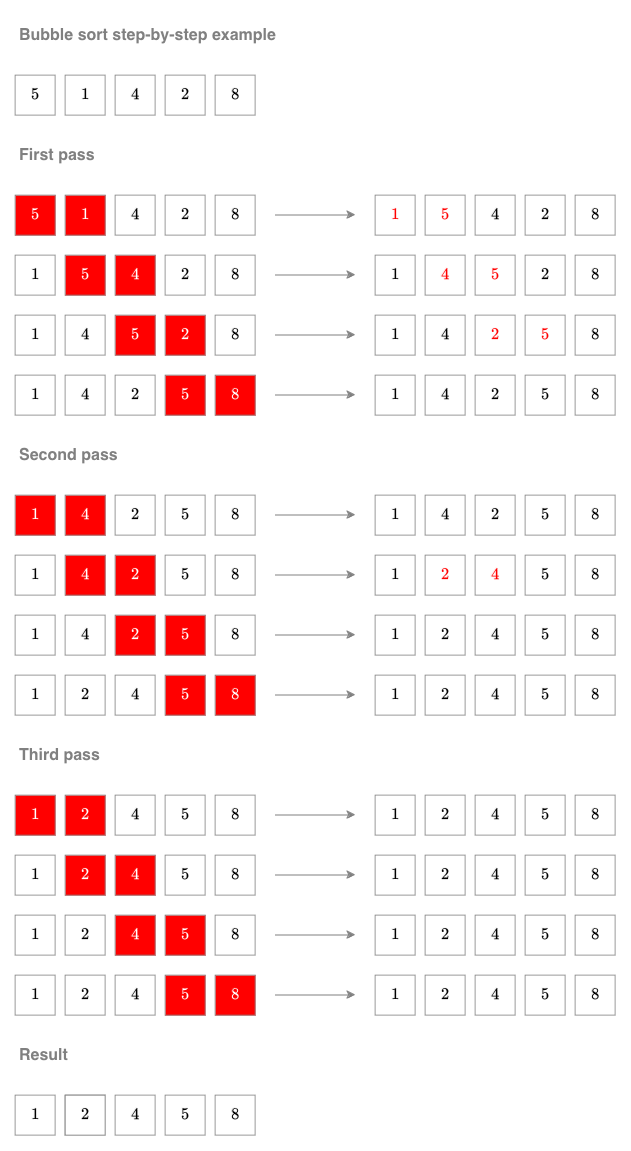 Bubble sort step-by-step example
5 1 4 2 8
First pass
5 1 4 2 8 1 5 4 2 8
1 5 4 2 8 1 4 5 2 8
1 4 5 2 8 1 4 2 5 8
1 4 2 5 8 1 4 2 5 8
Second pass
1 4 2 5 8 1 4 2 5 8
1 4 2 5 8 1 2 4 5 8
1 4 2 5 8 1 2 4 5 8
1 2 4 5 8 1 2 4 5 8
Third pass
1 2 4 5 8 1 2 4 5 8
1 2 4 5 8 1 2 4 5 8
1 2 4 5 8 1 2 4 5 8
1 2 4 5 8 1 2 4 5 8
Result
1 2 4 5 8